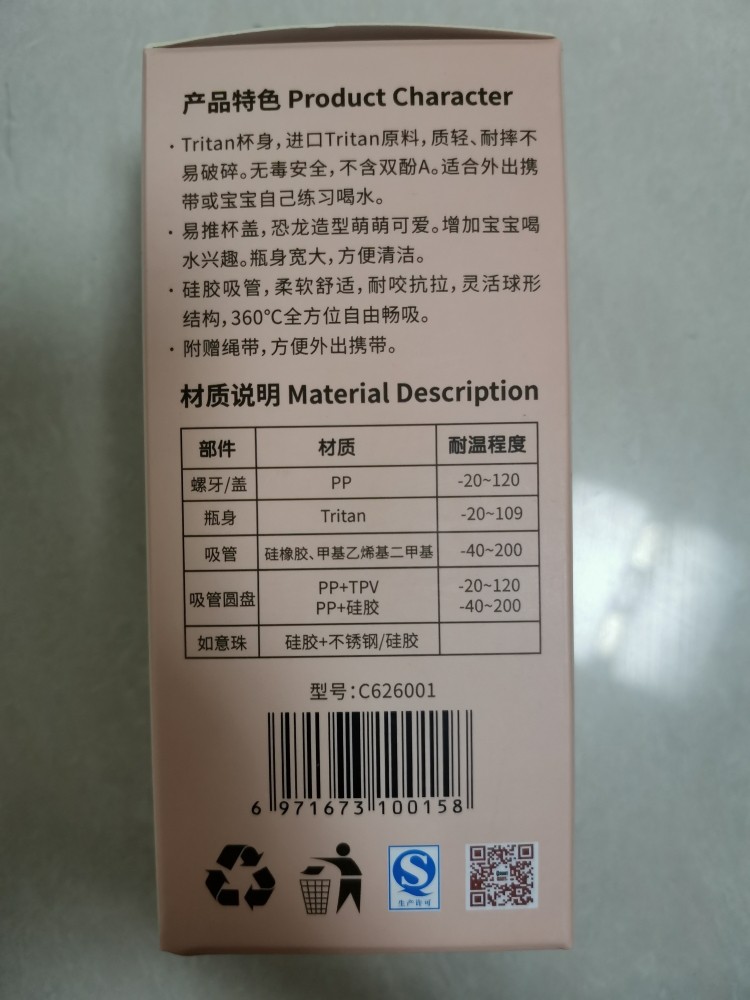 产品特色 Product Character
· Tritan杯身，进口Tritan原料，质轻、耐摔不
易破碎。无毒安全，不含双酚A。适合外出携
带或宝宝自己练习喝水。
· 易推杯盖，恐龙造型萌萌可爱。增加宝宝喝
水兴趣。瓶身宽大，方便清洁。
· 硅胶吸管，柔软舒适，耐咬抗拉，灵活球形
结构，360℃全方位自由畅吸。
· 附赠绳带，方便外出携带。
材质说明 Material Description
部件 材质 耐温程度
螺牙/盖 PP -20~120
瓶身 Tritan -20~109
吸管 硅橡胶、甲基乙烯基二甲基 -40~200
吸管圆盘 PP+TPV -20~120
PP+硅胶 -40~200
如意珠 硅胶+不锈钢/硅胶
型号：C626001
6 971673 100158
生产许可